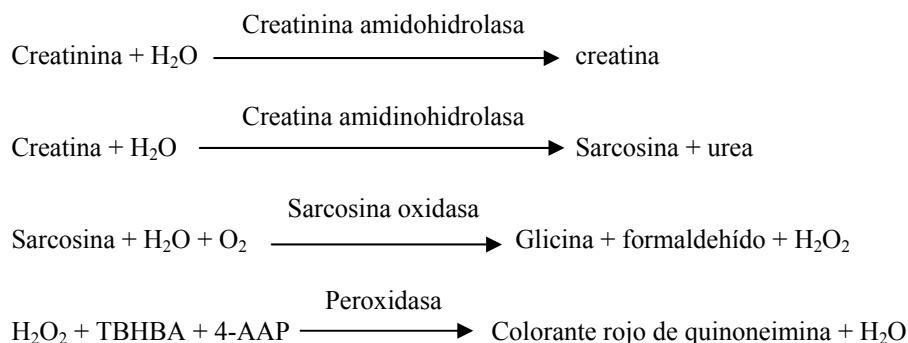 Creatinina amidohidrolasa
Creatinina + H₂O → creatina
Creatina amidinohidrolasa
Creatina + H₂O → Sarcosina + urea
Sarcosina oxidasa
Sarcosina + H₂O + O₂ → Glicina + formaldehído + H₂O₂
Peroxidasa
H₂O₂ + TBHBA + 4-AAP → Colorante rojo de quinoneimina + H₂O